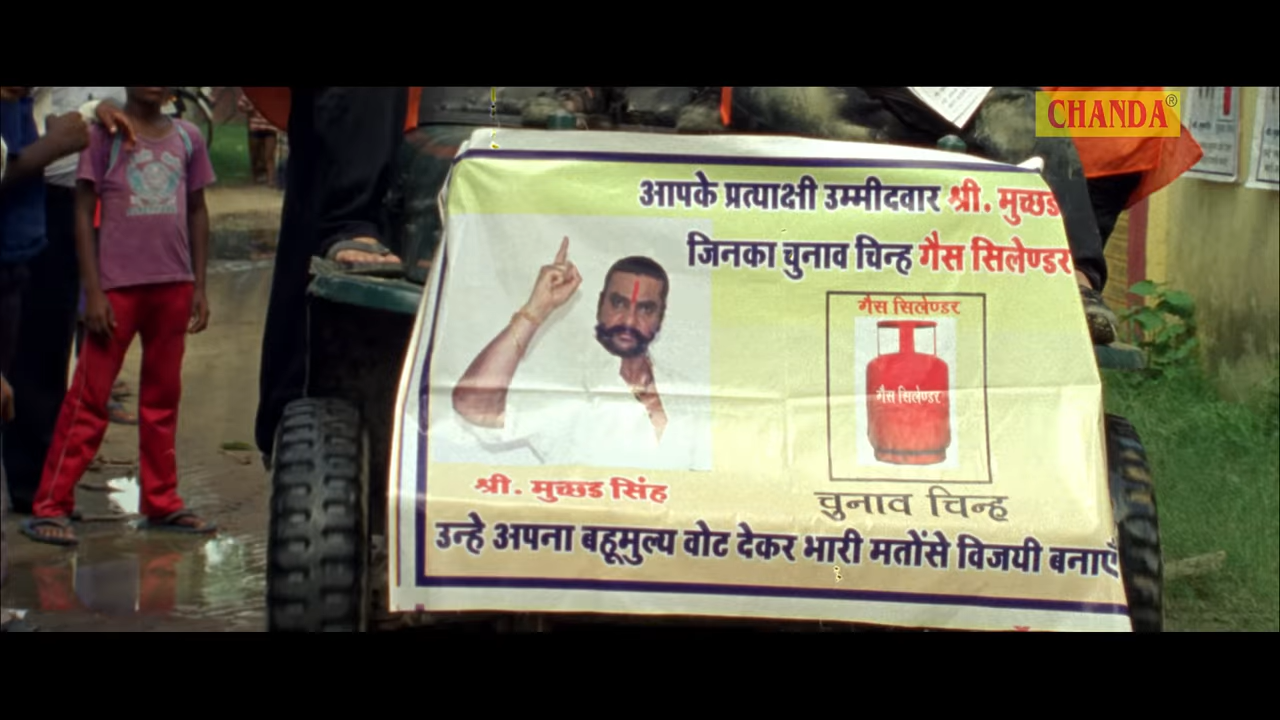 CHANDA®
आपके प्रत्याक्षी उम्मीदवार श्री. मुच्छड
जिनका चुनाव चिन्ह गैस सिलेण्डर
गैस सिलेण्डर
गैस सिलेण्डर
श्री. मुच्छड सिंह
चुनाव चिन्ह
उन्हे अपना बहूमुल्य वोट देकर भारी मतोंसे विजयी बनाएँ